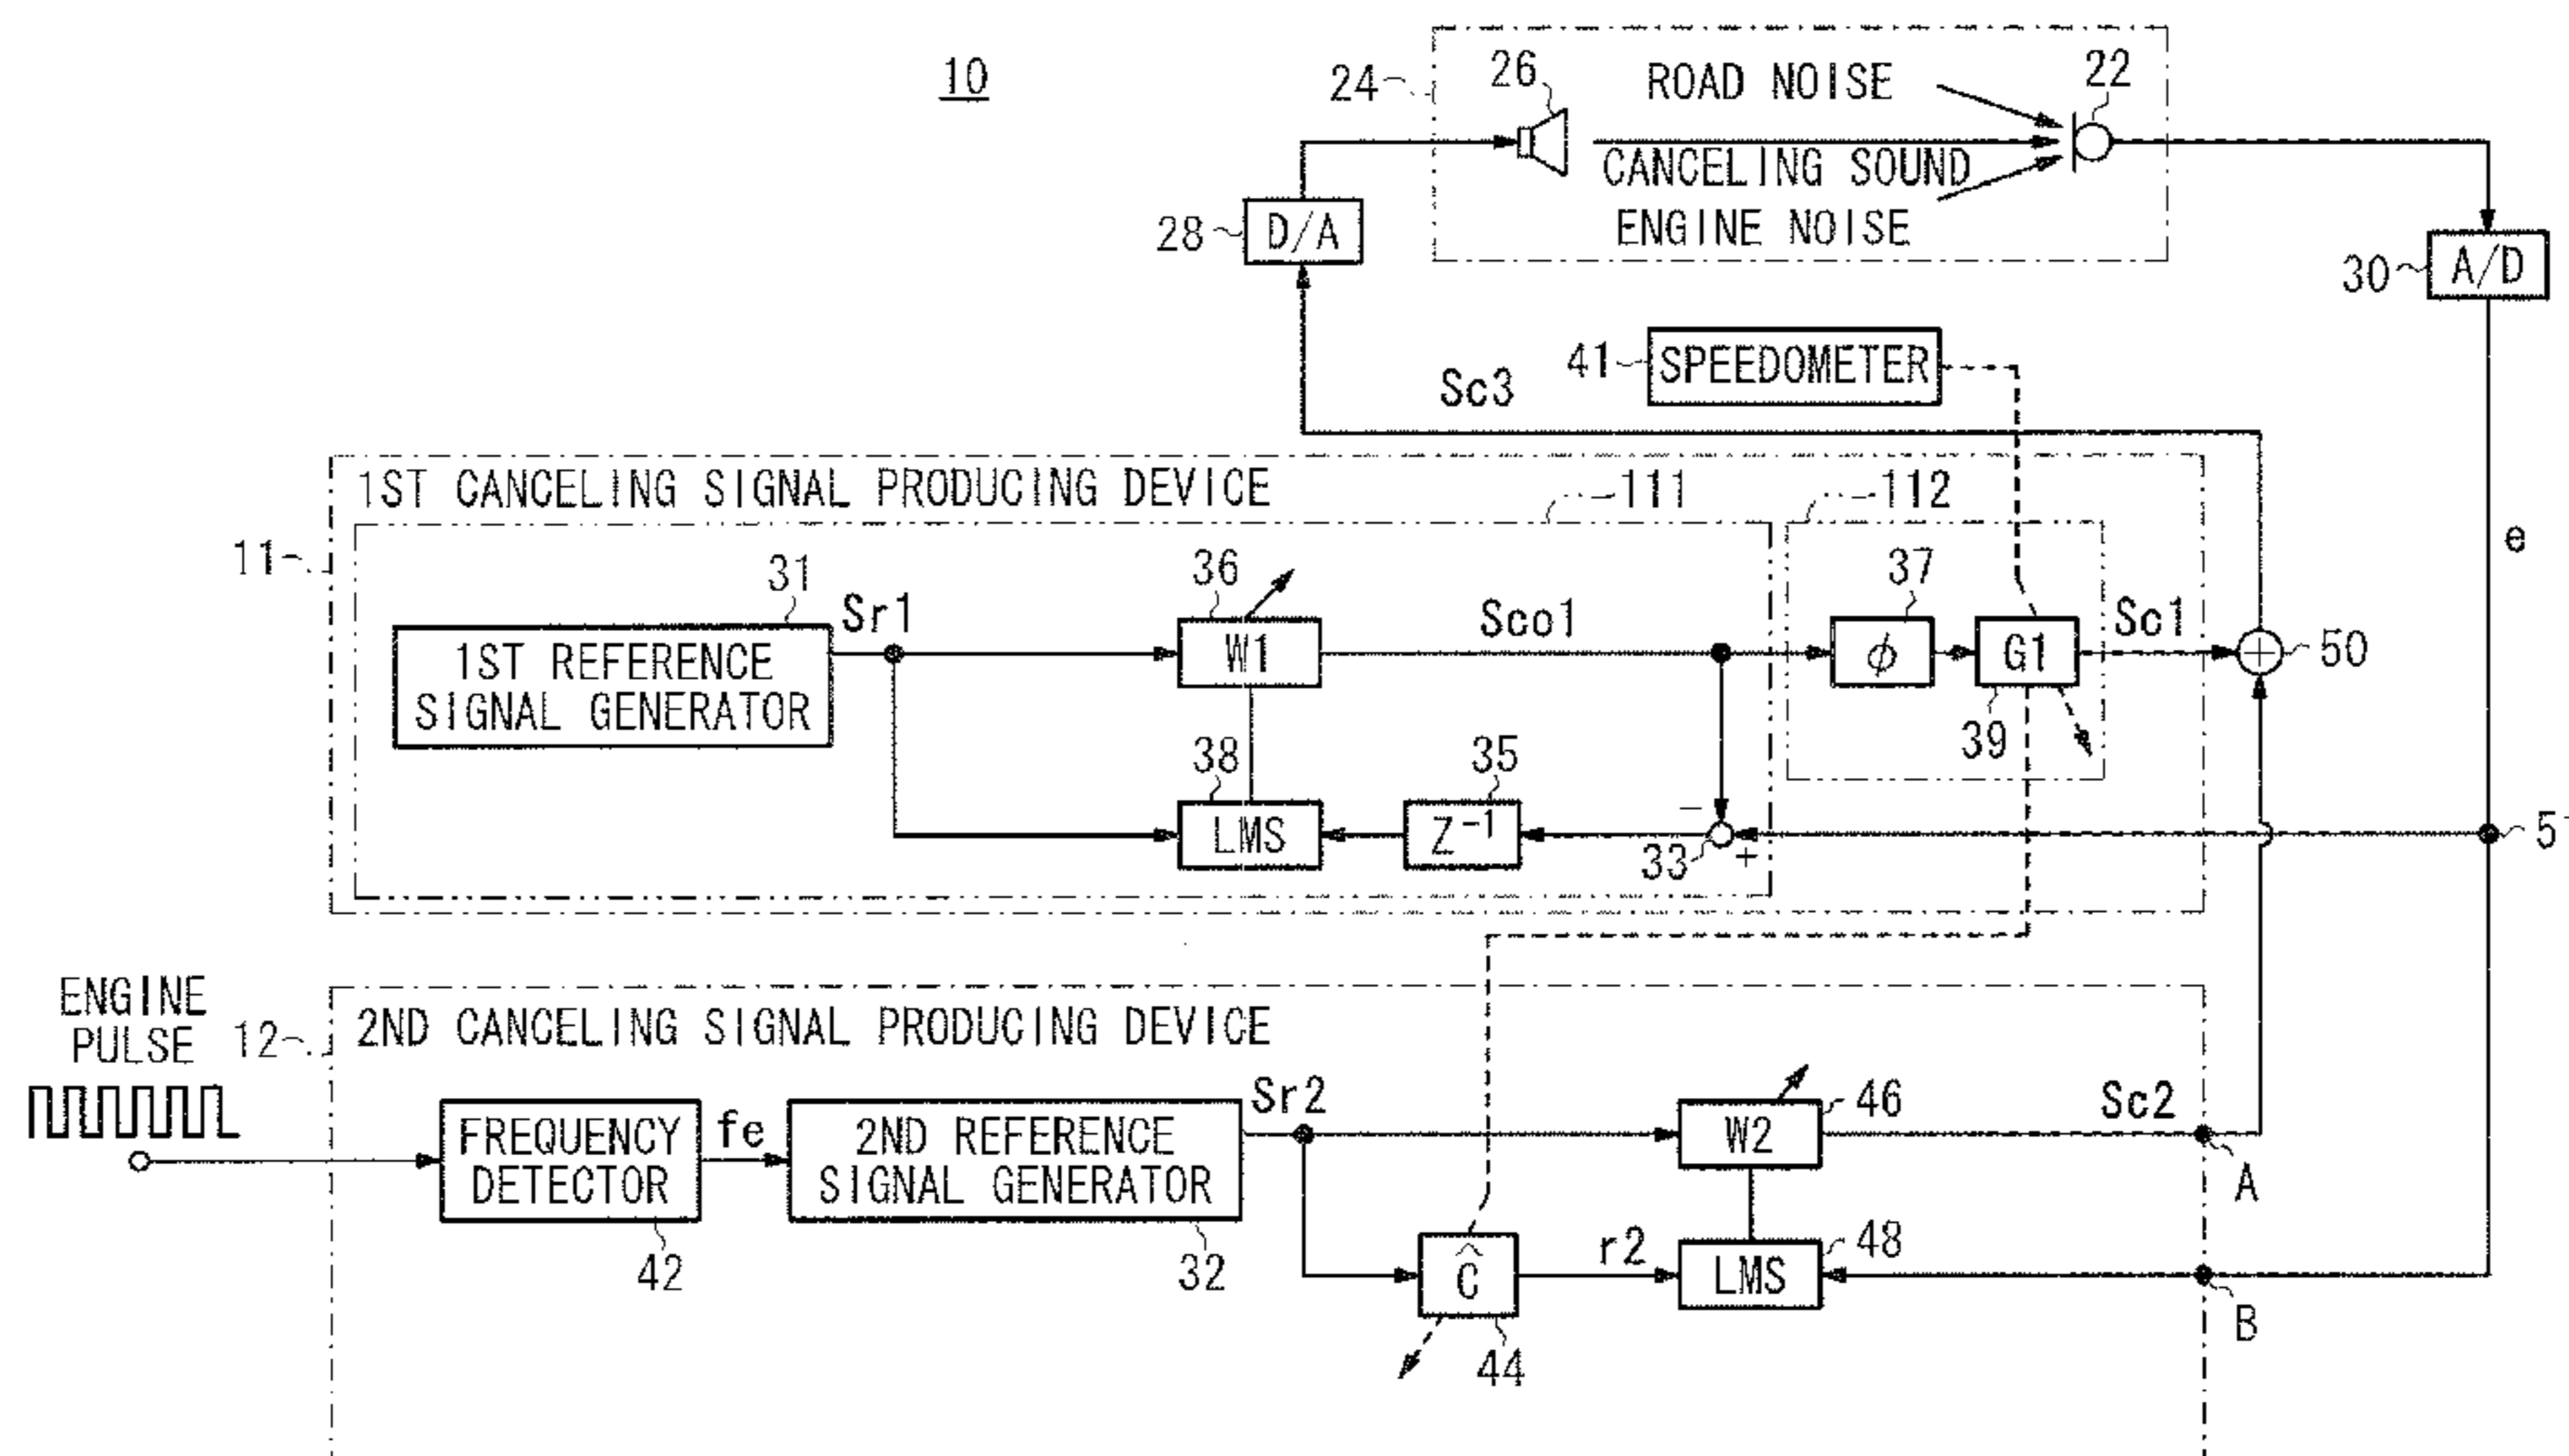 10
24
26
ROAD NOISE
22
CANCELING SOUND
ENGINE NOISE
28
D/A
30
A/D
41
SPEEDOMETER
Sc3
e
1ST CANCELING SIGNAL PRODUCING DEVICE
111
112
11
31
Sr1
36
Sco1
37
Sc1
1ST REFERENCE
SIGNAL GENERATOR
W1
ϕ
G1
+
50
39
38
35
LMS
Z⁻¹
−
33
+
5
ENGINE
PULSE
12
2ND CANCELING SIGNAL PRODUCING DEVICE
FREQUENCY
DETECTOR
fe
2ND REFERENCE
SIGNAL GENERATOR
Sr2
W2
46
Sc2
A
42
32
Ĉ
r2
LMS
48
B
44